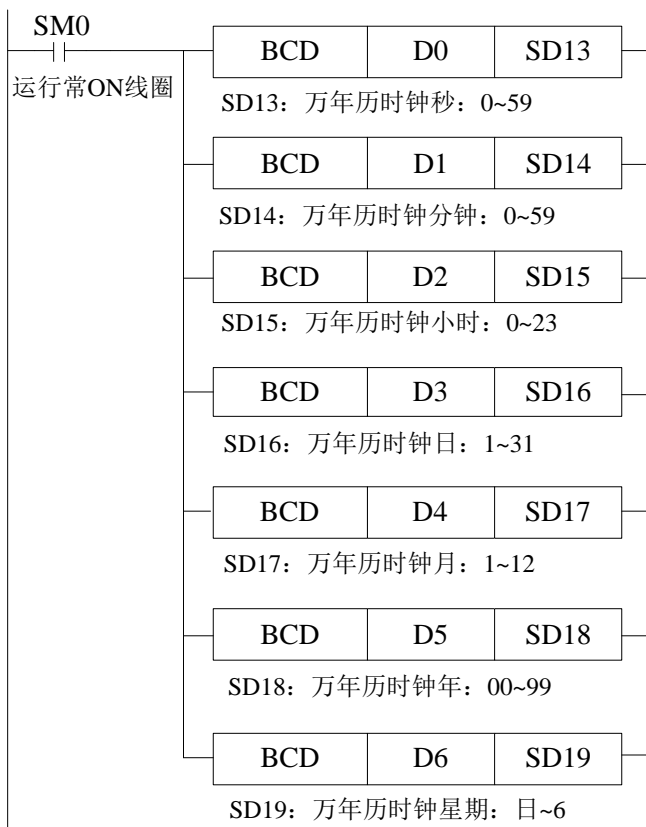 SM0
BCD D0 SD13
运行常ON线圈
SD13：万年历时钟秒：0~59
BCD D1 SD14
SD14：万年历时钟分钟：0~59
BCD D2 SD15
SD15：万年历时钟小时：0~23
BCD D3 SD16
SD16：万年历时钟日：1~31
BCD D4 SD17
SD17：万年历时钟月：1~12
BCD D5 SD18
SD18：万年历时钟年：00~99
BCD D6 SD19
SD19：万年历时钟星期：日~6